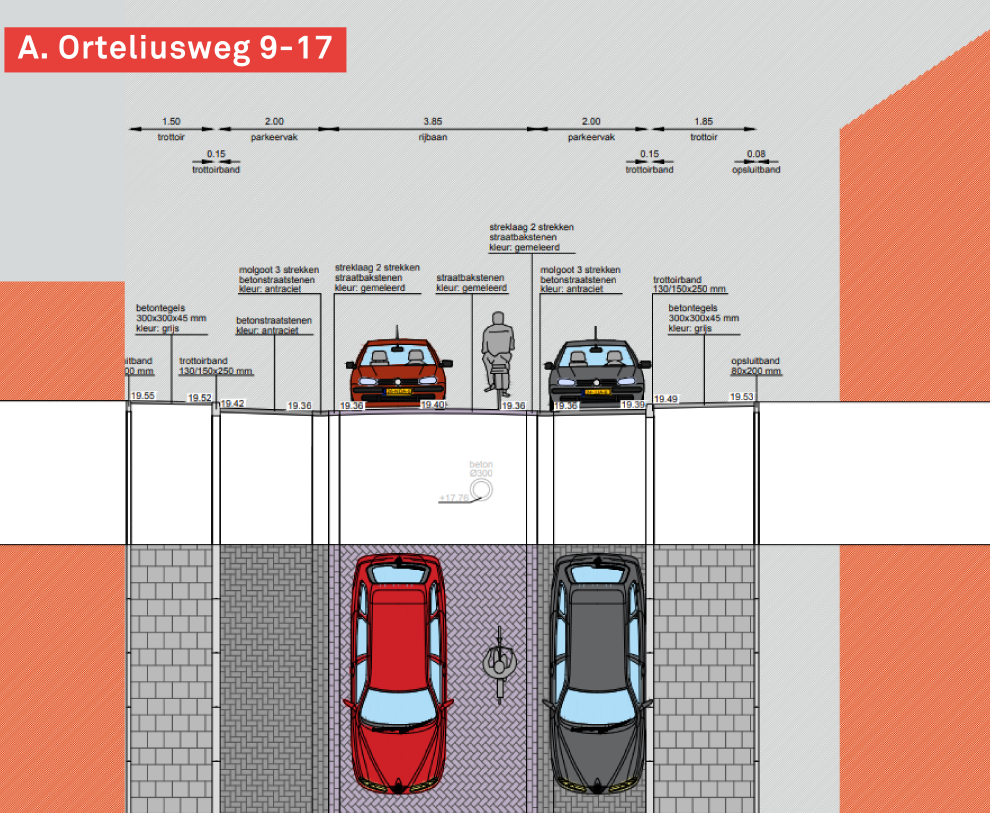 A. Orteliusweg 9-17
1.50
2.00
3.85
2.00
1.85
trottoir
parkeervak
rijbaan
parkeervak
trottoir
0.15
0.15
0.08
trottoirband
trottoirband
opsluitband
streklaag 2 strekken
straatbakstenen
kleur: gemeleerd
molgoot 3 strekken
betonstraatstenen
kleur: antraciet
streklaag 2 strekken
straatbakstenen
kleur: gemeleerd
straatbakstenen
kleur: gemeleerd
molgoot 3 strekken
betonstraatstenen
kleur: antraciet
trottoirband
130/150x250 mm
betontegels
300x300x45 mm
kleur: grijs
betonstraatstenen
kleur: antraciet
betontegels
300x300x45 mm
kleur: grijs
itband
00 mm
trottoirband
130/150x250 mm
opsluitband
80x200 mm
19.55
19.52
19.42
19.36
19.36
19.40
19.36
19.36
19.39
19.49
19.53
beton
Ø300
+17.76